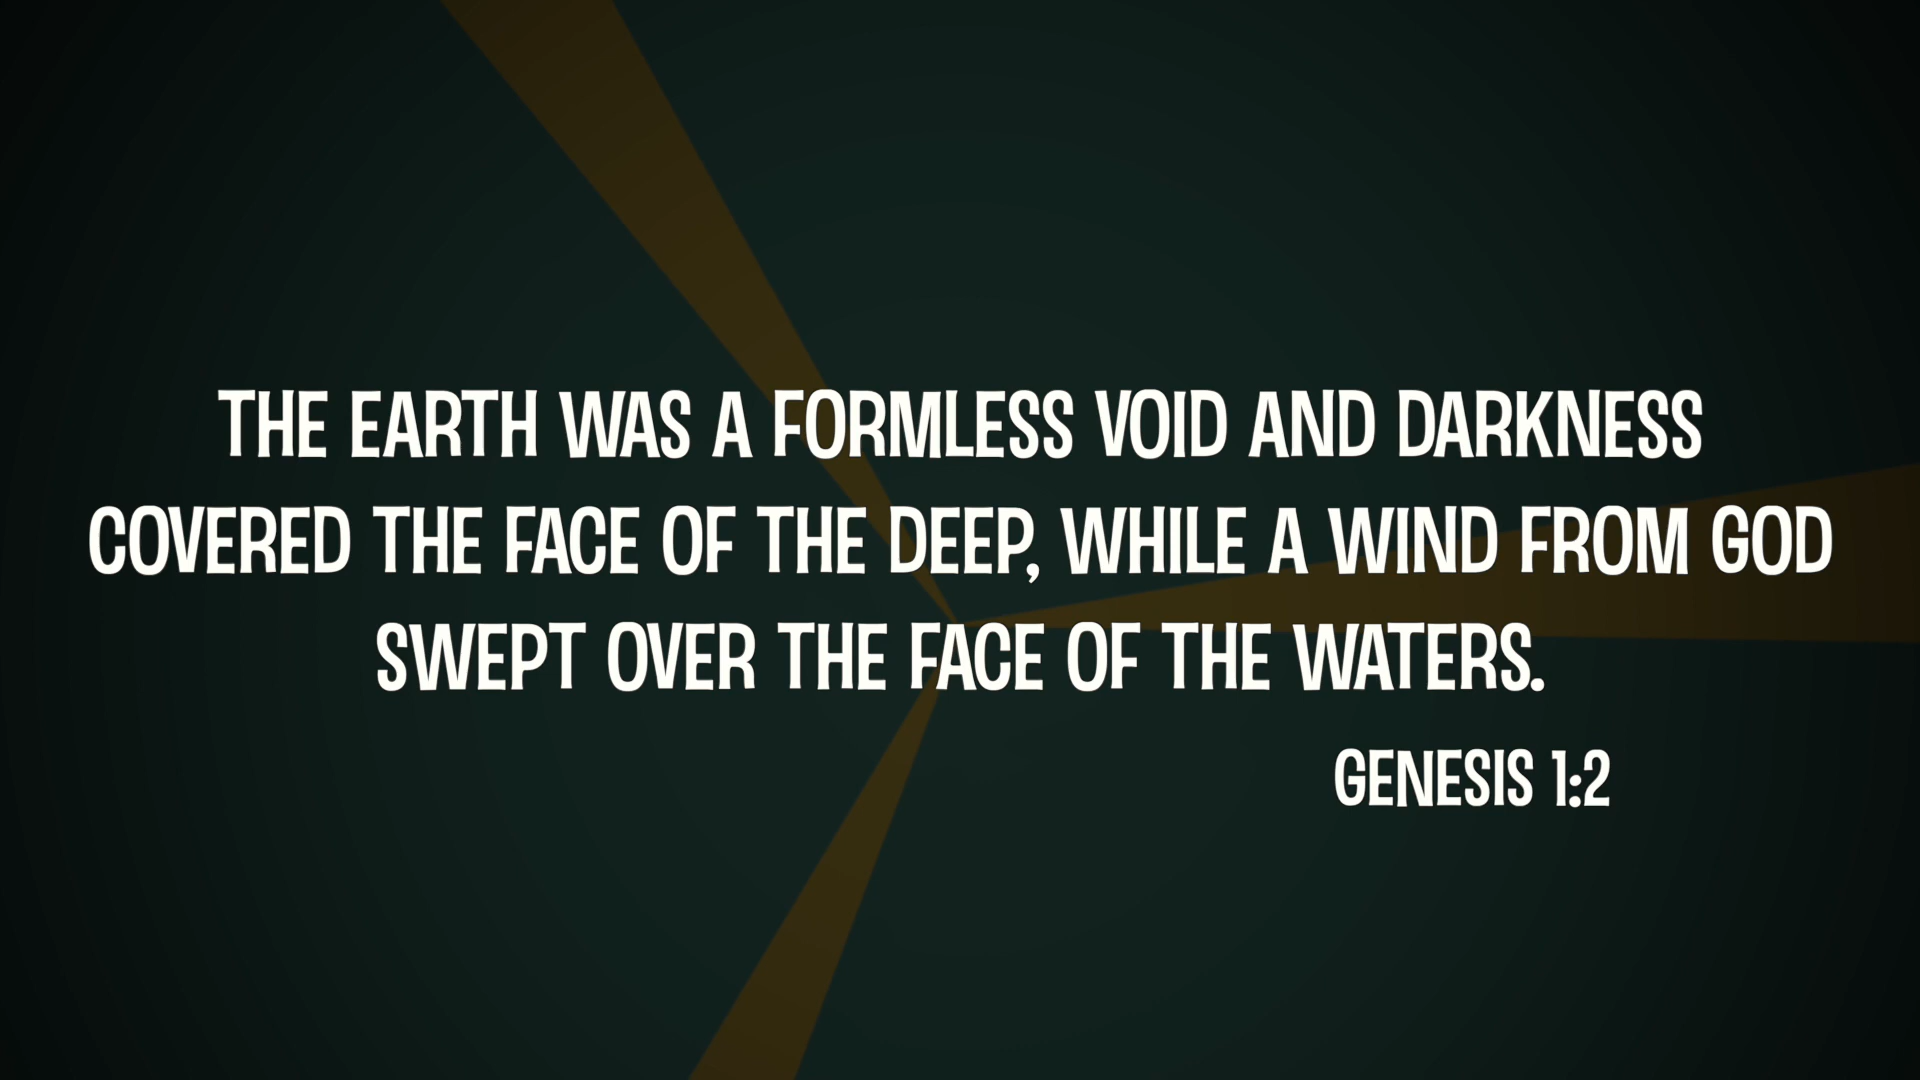 THE EARTH WAS A FORMLESS VOID AND DARKNESS
COVERED THE FACE OF THE DEEP, WHILE A WIND FROM GOD
SWEPT OVER THE FACE OF THE WATERS.
GENESIS 1:2